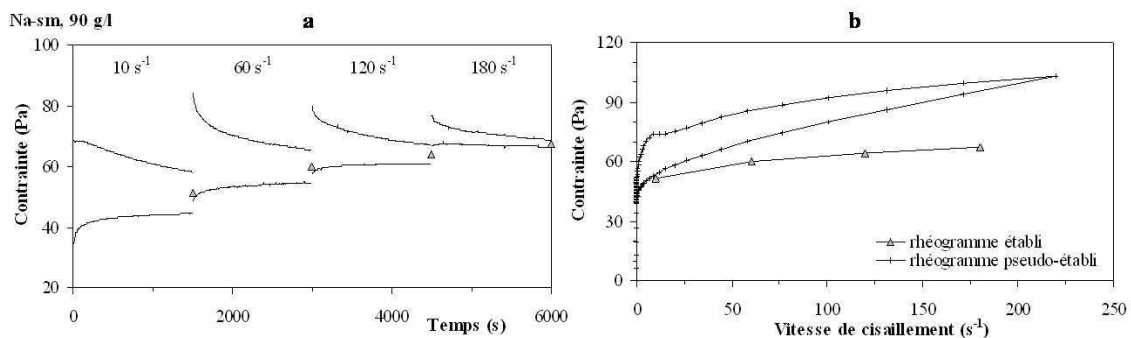 Na-sm, 90 g/l
a
b
100
80
60
40
20
Contrainte (Pa)
10 s⁻¹
60 s⁻¹
120 s⁻¹
180 s⁻¹
0
2000
4000
6000
Temps (s)
120
90
60
30
0
Contrainte (Pa)
rhéogramme établi
rhéogramme pseudo-établi
0
50
100
150
200
250
Vitesse de cisaillement (s⁻¹)